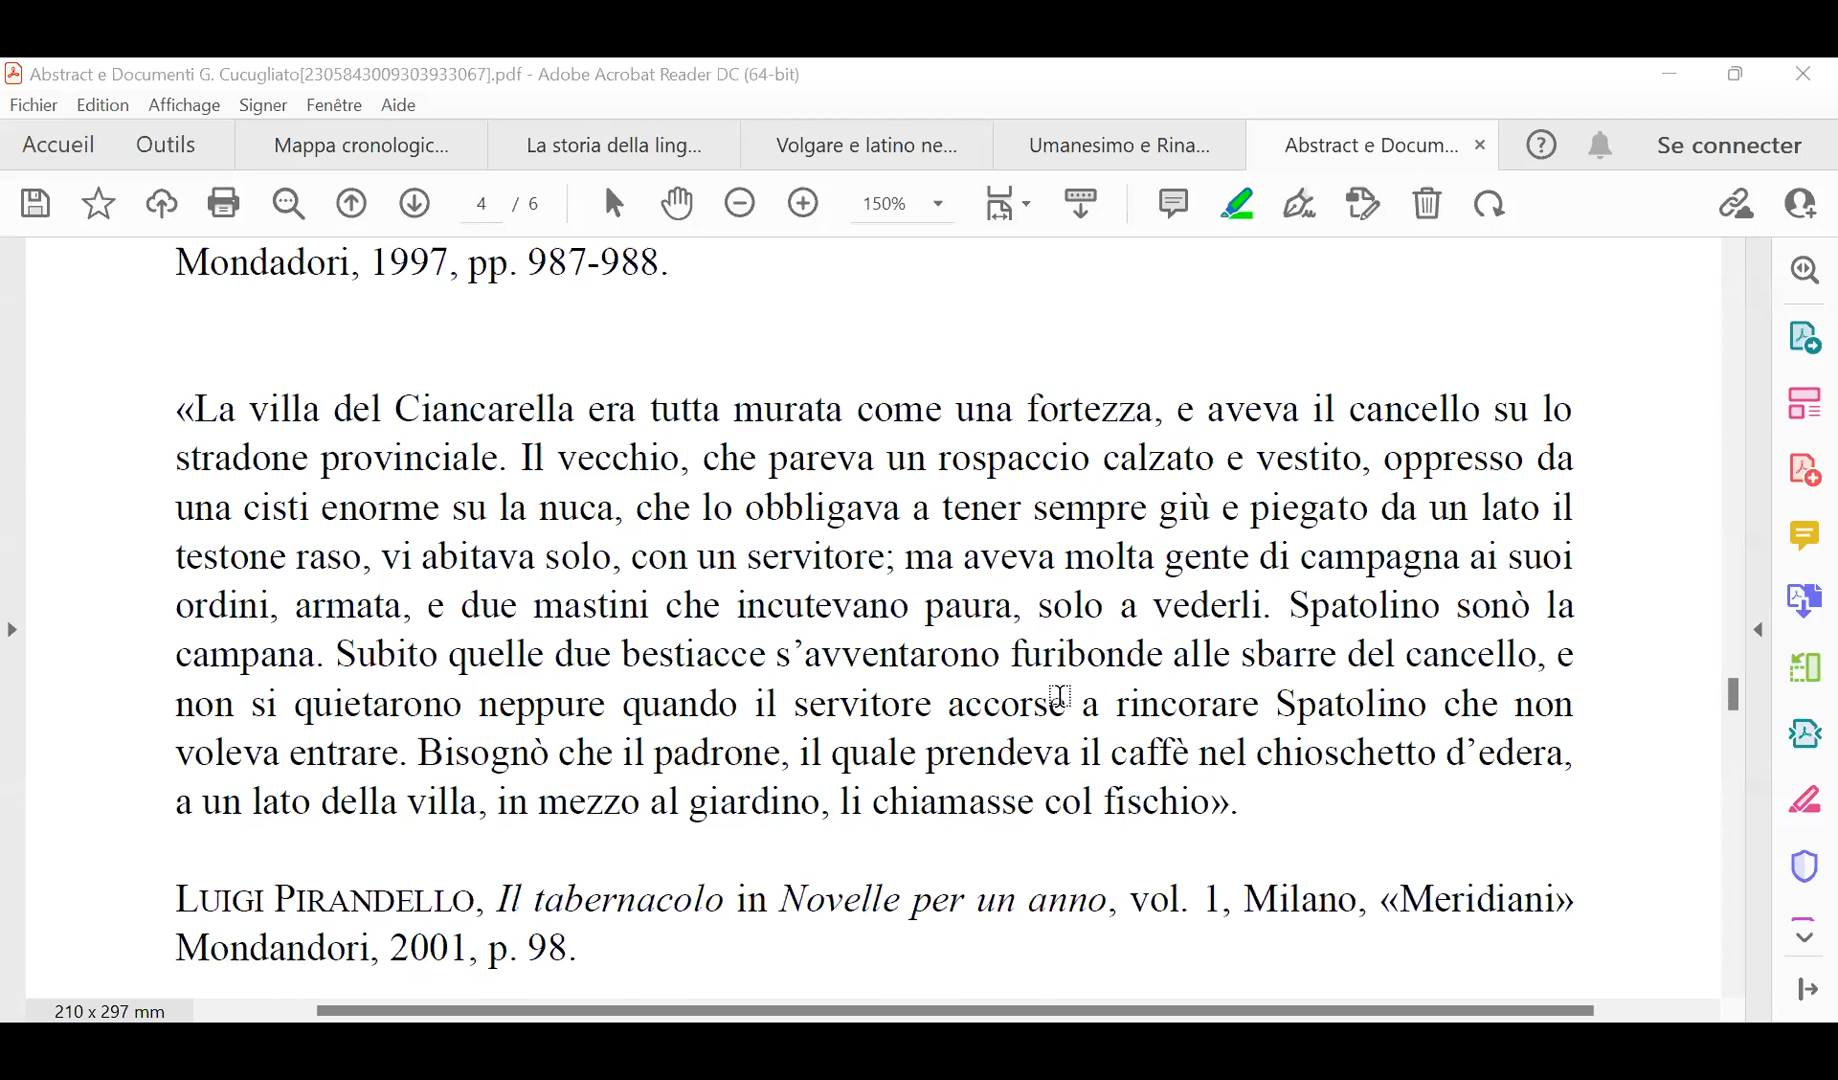 Abstract e Documenti G. Cucugliato[2305843009303933067].pdf - Adobe Acrobat Reader DC (64-bit)
Fichier Edition Affichage Signer Fenêtre Aide
Accueil Outils Mappa cronologic... La storia della ling... Volgare e latino ne... Umanesimo e Rina... Abstract e Docum... × ? Se connecter
4 / 6 150%
Mondadori, 1997, pp. 987-988.
«La villa del Ciancarella era tutta murata come una fortezza, e aveva il cancello su lo
stradone provinciale. Il vecchio, che pareva un rospaccio calzato e vestito, oppresso da
una cisti enorme su la nuca, che lo obbligava a tener sempre giù e piegato da un lato il
testone raso, vi abitava solo, con un servitore; ma aveva molta gente di campagna ai suoi
ordini, armata, e due mastini che incutevano paura, solo a vederli. Spatolino sonò la
campana. Subito quelle due bestiacce s’avventarono furibonde alle sbarre del cancello, e
non si quietarono neppure quando il servitore accorse a rincorare Spatolino che non
voleva entrare. Bisognò che il padrone, il quale prendeva il caffè nel chioschetto d’edera,
a un lato della villa, in mezzo al giardino, li chiamasse col fischio».
LUIGI PIRANDELLO, Il tabernacolo in Novelle per un anno, vol. 1, Milano, «Meridiani»
Mondandori, 2001, p. 98.
210 x 297 mm